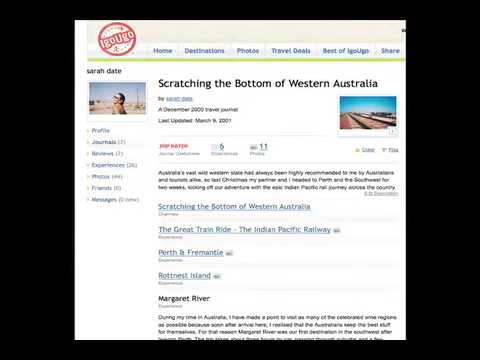 IgoUgo
Home Destinations Photos Travel Deals Best of IgoUgo Share
sarah date
Scratching the Bottom of Western Australia
by sarah date
A December 2000 travel journal
Last Updated: March 9, 2001
TOP RATED
Journal Usefulness
6
Experiences
11
Photos
Cheer Flag
Profile
Journals (7)
Reviews (7)
Experiences (26)
Photos (44)
Friends (0)
Messages (0 new)
Australia's vast wild western state had always been highly recommended to me by Australians
and tourists alike, so last Christmas my partner and I headed to Perth and the Southwest for
two weeks, kicking off our adventure with the epic Indian Pacific rail journey across the country.
Edit Description
Scratching the Bottom of Western Australia
Overview
The Great Train Ride - The Indian Pacific Railway
Experience
Perth & Fremantle
Experience
Rottnest Island
Experience
Margaret River
Experience
During my time in Australia, I have made a point to visit as many of the celebrated wine regions
as possible because soon after arrival here, I realised that the Australians keep the best stuff
for themselves. For that reason Margaret River was our first destination in the southwest after